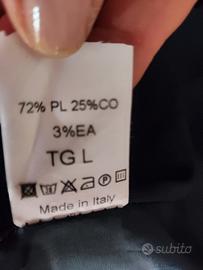 72% PL 25%CO
3%EA
TG L
Made in Italy
subito